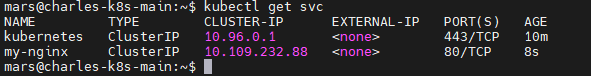 mars@charles-k8s-main:~$ kubectl get svc
NAME         TYPE        CLUSTER-IP      EXTERNAL-IP   PORT(S)   AGE
kubernetes   ClusterIP   10.96.0.1       <none>        443/TCP   10m
my-nginx     ClusterIP   10.109.232.88   <none>        80/TCP    8s
mars@charles-k8s-main:~$